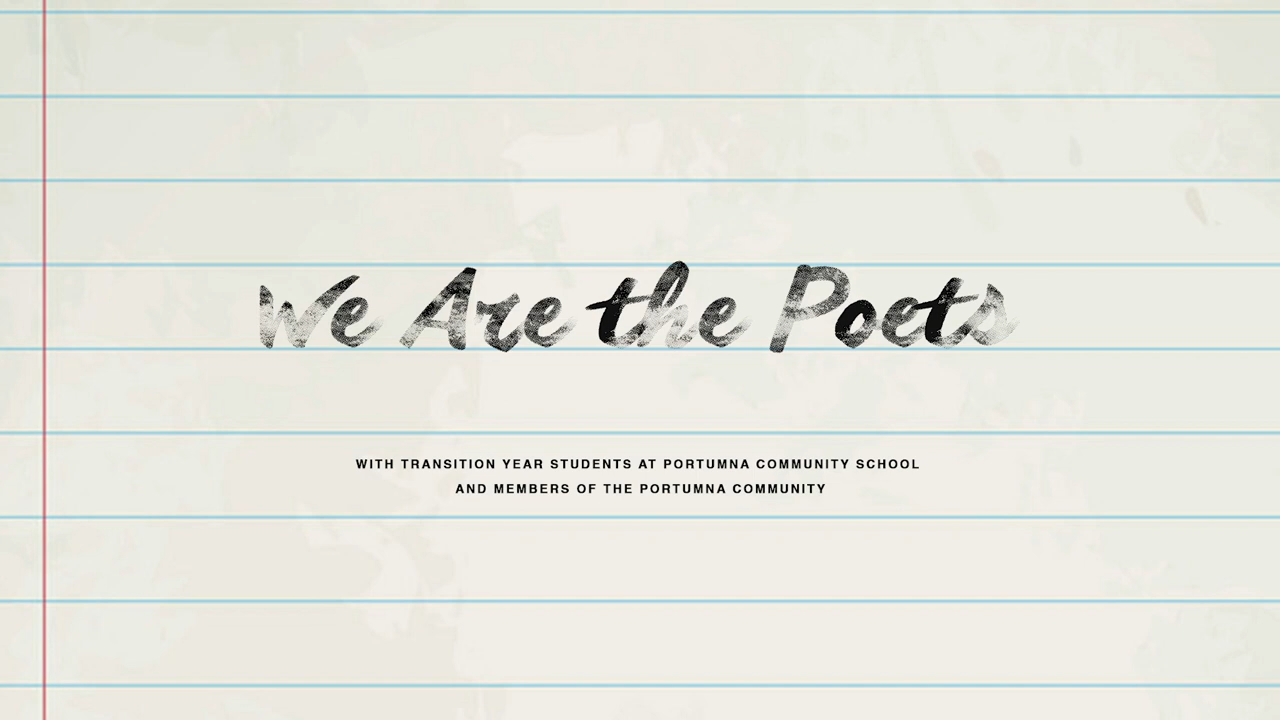 We Are the Poets
WITH TRANSITION YEAR STUDENTS AT PORTUMNA COMMUNITY SCHOOL
AND MEMBERS OF THE PORTUMNA COMMUNITY